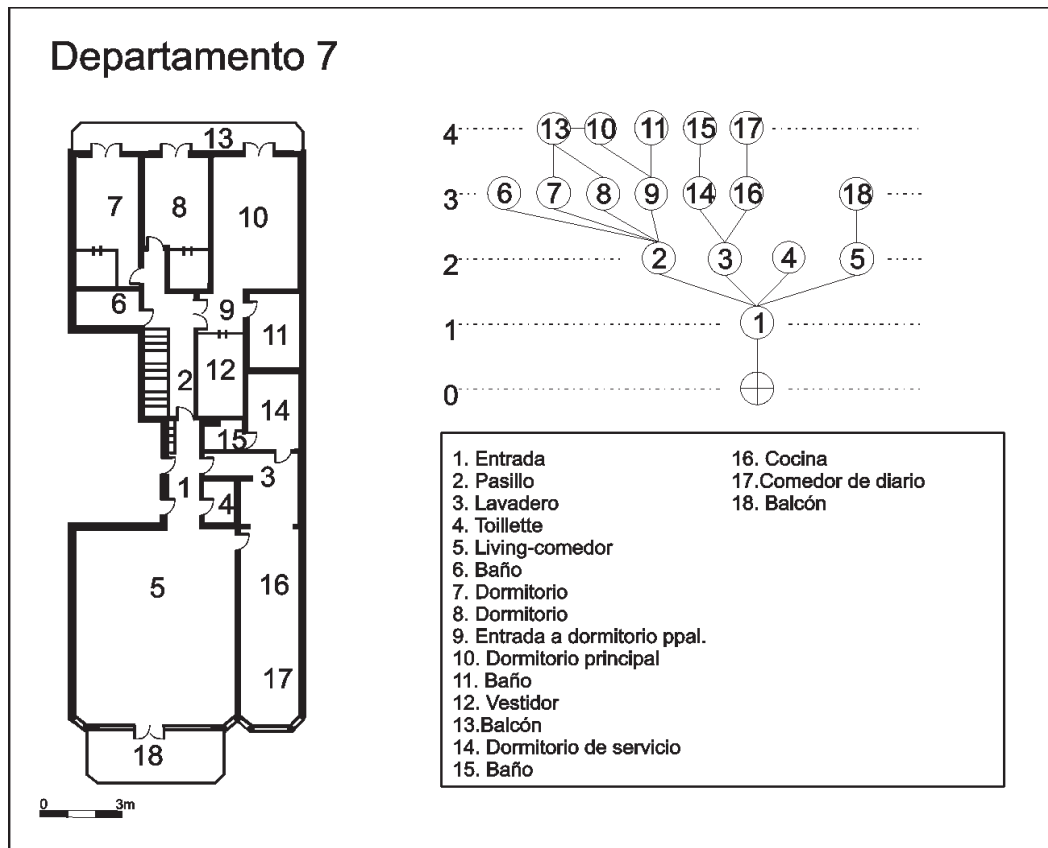 Departamento 7
13
7
8
10
6
9
11
12
2
14
15
3
1
4
5
16
17
18
0 3m
4 13 10 11 15 17
3 6 7 8 9 14 16 18
2 2 3 4 5
1 1
0
1. Entrada
2. Pasillo
3. Lavadero
4. Toillette
5. Living-comedor
6. Baño
7. Dormitorio
8. Dormitorio
9. Entrada a dormitorio ppal.
10. Dormitorio principal
11. Baño
12. Vestidor
13.Balcón
14. Dormitorio de servicio
15. Baño
16. Cocina
17.Comedor de diario
18. Balcón